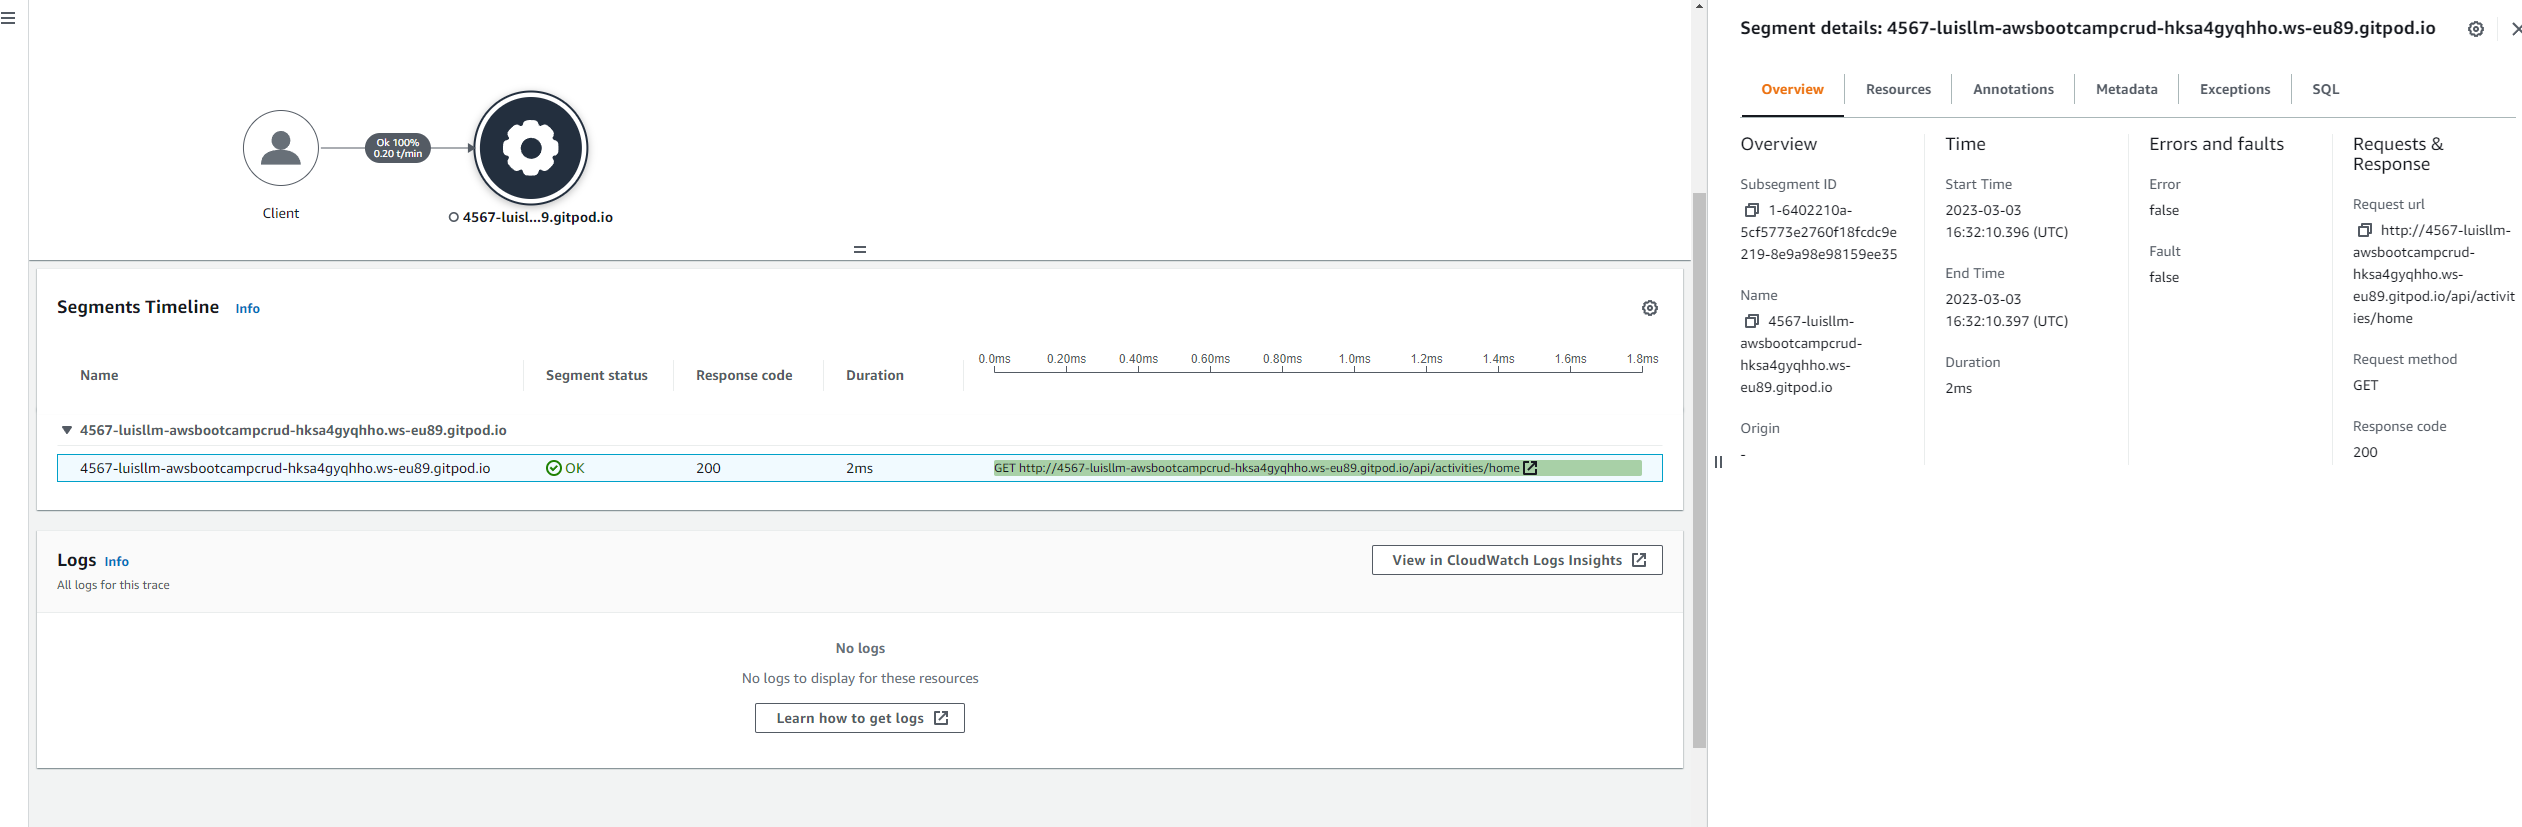 Ok 100%
0.20 t/min
Client
4567-luisl...9.gitpod.io
Segments Timeline Info
0.0ms 0.20ms 0.40ms 0.60ms 0.80ms 1.0ms 1.2ms 1.4ms 1.6ms 1.8ms
Name Segment status Response code Duration
4567-luisllm-awsbootcampcrud-hksa4gyqhho.ws-eu89.gitpod.io
4567-luisllm-awsbootcampcrud-hksa4gyqhho.ws-eu89.gitpod.io OK 200 2ms GET http://4567-luisllm-awsbootcampcrud-hksa4gyqhho.ws-eu89.gitpod.io/api/activities/home
Logs Info
All logs for this trace
View in CloudWatch Logs Insights
No logs
No logs to display for these resources
Learn how to get logs
Segment details: 4567-luisllm-awsbootcampcrud-hksa4gyqhho.ws-eu89.gitpod.io
Overview Resources Annotations Metadata Exceptions SQL
Overview
Subsegment ID
1-6402210a-
5cf5773e2760f18fcdc9e
219-8e9a98e98159ee35
Name
4567-luisllm-
awsbootcampcrud-
hksa4gyqhho.ws-
eu89.gitpod.io
Origin
-
Time
Start Time
2023-03-03
16:32:10.396 (UTC)
End Time
2023-03-03
16:32:10.397 (UTC)
Duration
2ms
Errors and faults
Error
false
Fault
false
Requests &
Response
Request url
http://4567-luisllm-
awsbootcampcrud-
hksa4gyqhho.ws-
eu89.gitpod.io/api/activit
ies/home
Request method
GET
Response code
200